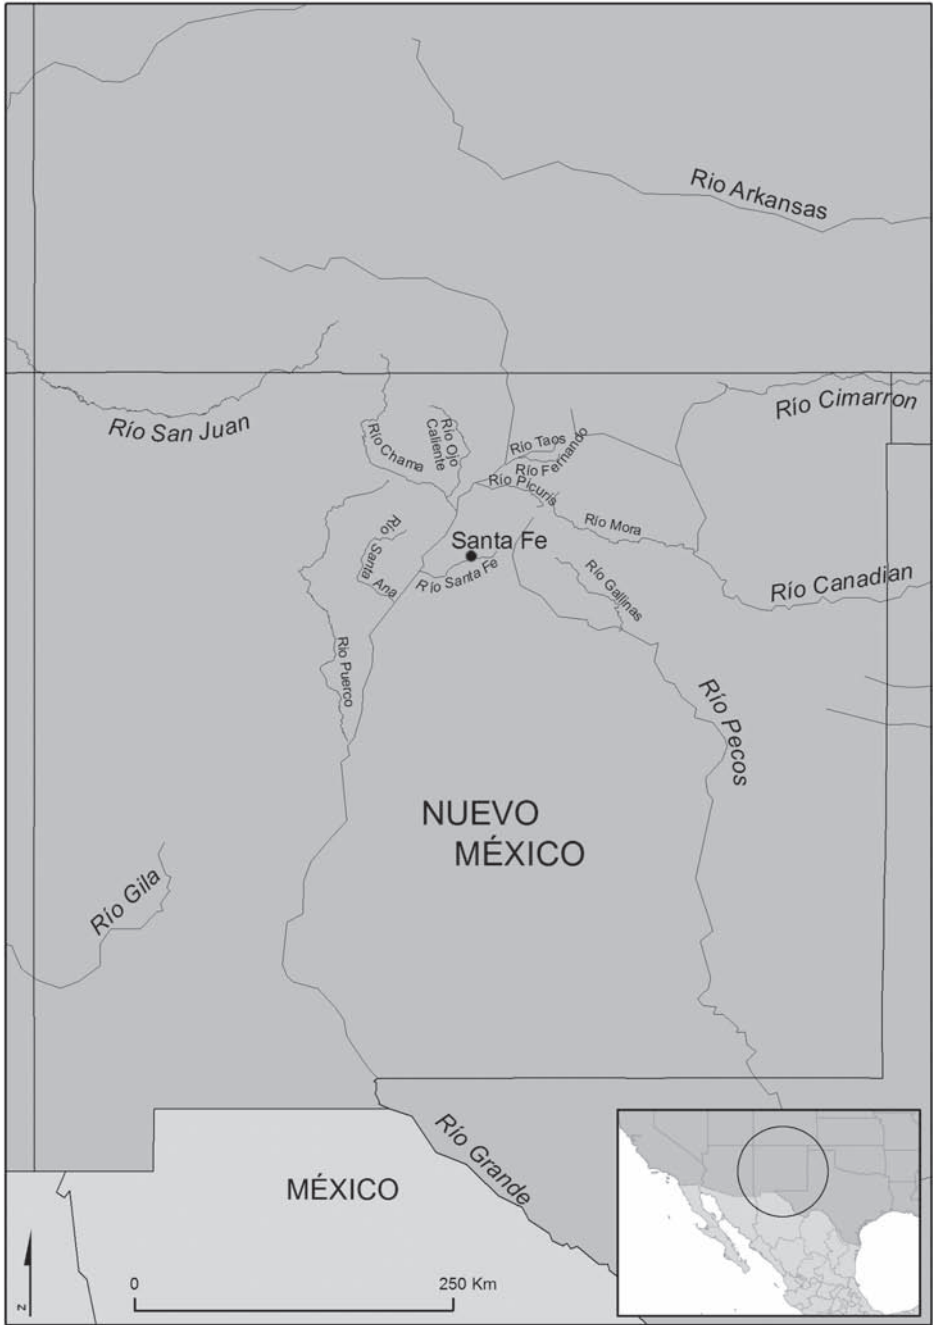 Rio Arkansas
Río Cimarron
Río San Juan
Río Chama
Río Ojo
Caliente
Río Taos
Río Fernando
Río Picuris
Río Mora
Río
Santa
Ana
Santa Fe
Río Santa Fe
Río Gallinas
Río Canadian
Río Puerco
Río Pecos
NUEVO
MÉXICO
Río Gila
Río Grande
MÉXICO
0
250 Km
N